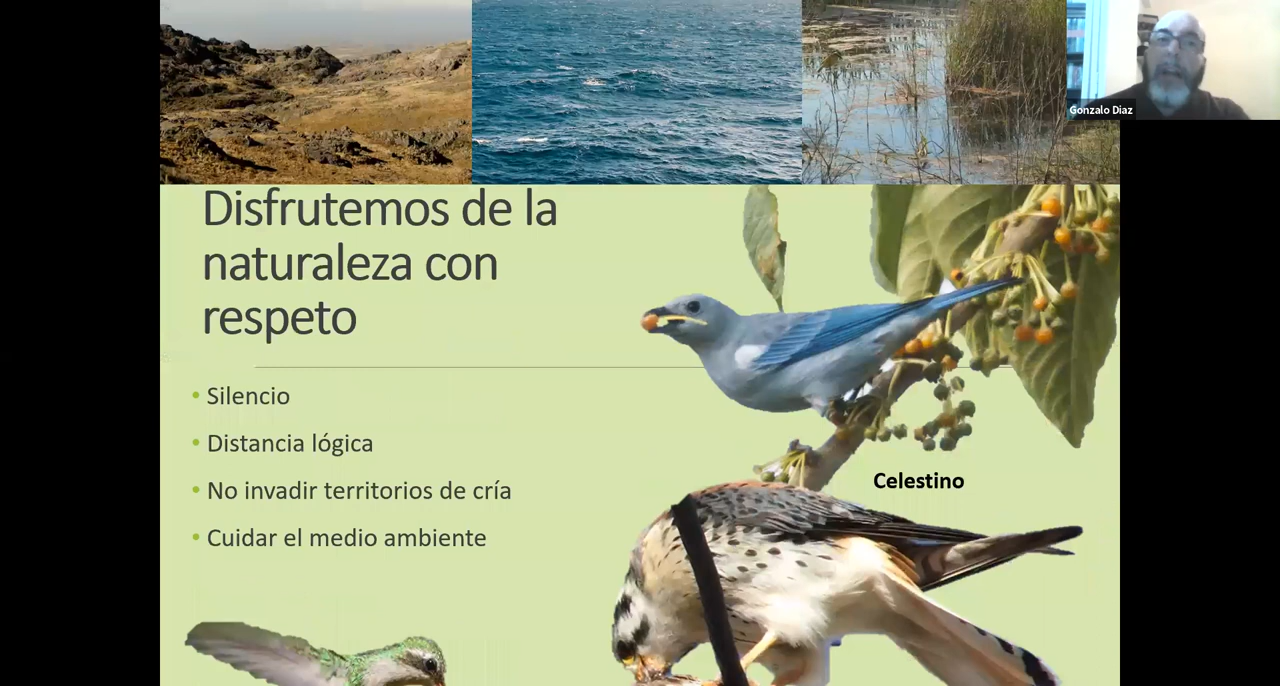 Gonzalo Diaz
Disfrutemos de la
naturaleza con
respeto
• Silencio
• Distancia lógica
• No invadir territorios de cría
• Cuidar el medio ambiente
Celestino